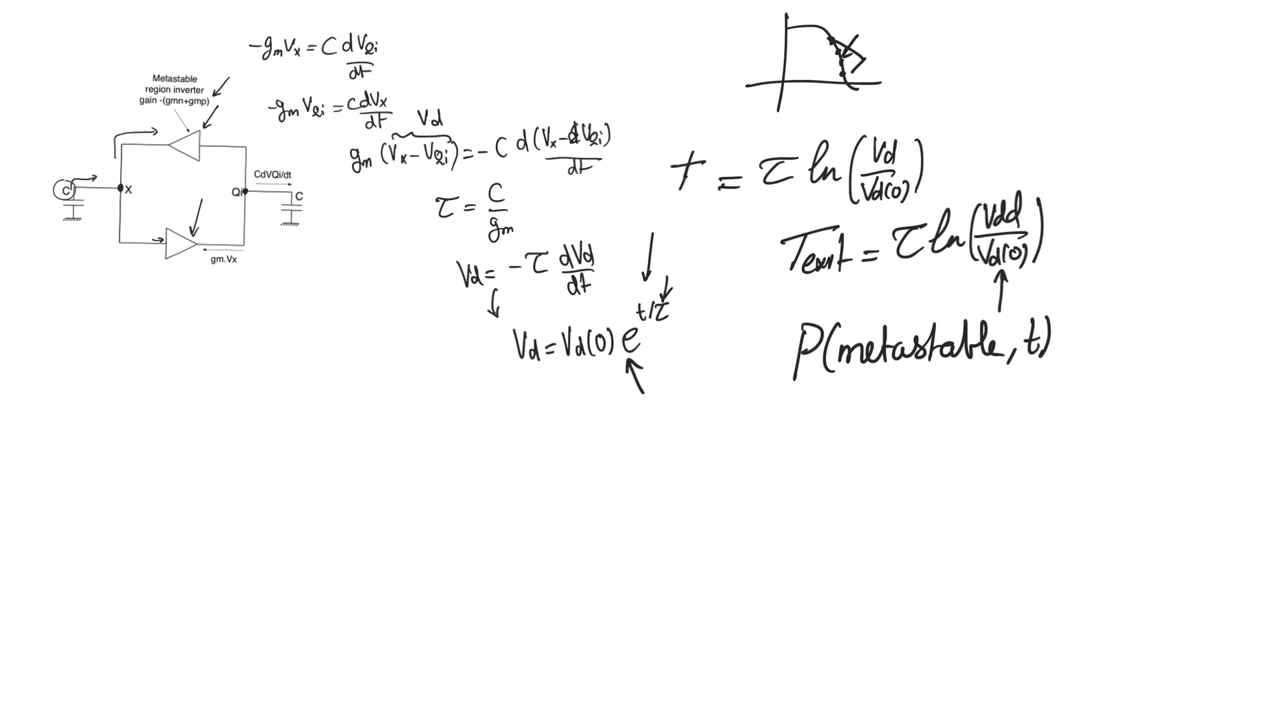 -gmVx = C dVQi/dt
Metastable
region inverter
gain -(gmn+gmp)
-gmVQi = C dVx/dt
Vd
gm (Vx - VQi) = - C d(Vx - dVQi)/dt
C
X
Qi
CdVQi/dt
C
gm.Vx
τ = C/gm
Vd = - τ dVd/dt
Vd = Vd(0) e^t/τ
t = τ ln(Vd/Vd(0))
Texit = τ ln(Vdd/Vd(0))
P(metastable, t)